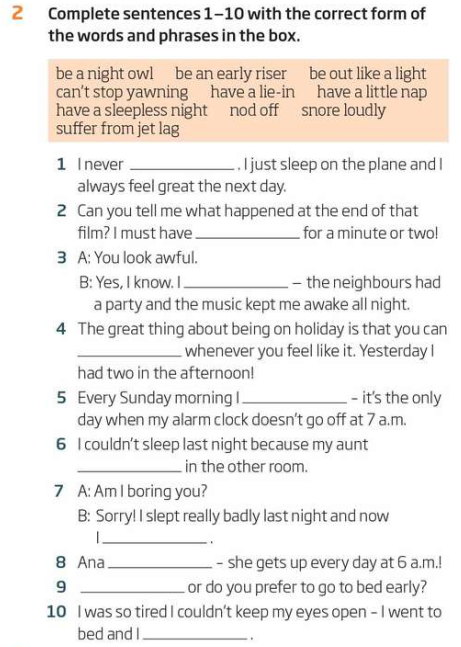 2 Complete sentences 1–10 with the correct form of
the words and phrases in the box.
be a night owl be an early riser be out like a light
can't stop yawning have a lie-in have a little nap
have a sleepless night nod off snore loudly
suffer from jet lag
1 I never ____________. I just sleep on the plane and I
always feel great the next day.
2 Can you tell me what happened at the end of that
film? I must have ____________ for a minute or two!
3 A: You look awful.
B: Yes, I know. I ____________ – the neighbours had
a party and the music kept me awake all night.
4 The great thing about being on holiday is that you can
____________ whenever you feel like it. Yesterday I
had two in the afternoon!
5 Every Sunday morning I ____________ – it's the only
day when my alarm clock doesn't go off at 7 a.m.
6 I couldn't sleep last night because my aunt
____________ in the other room.
7 A: Am I boring you?
B: Sorry! I slept really badly last night and now
I ____________.
8 Ana ____________ – she gets up every day at 6 a.m.!
9 ____________ or do you prefer to go to bed early?
10 I was so tired I couldn't keep my eyes open – I went to
bed and I ____________.